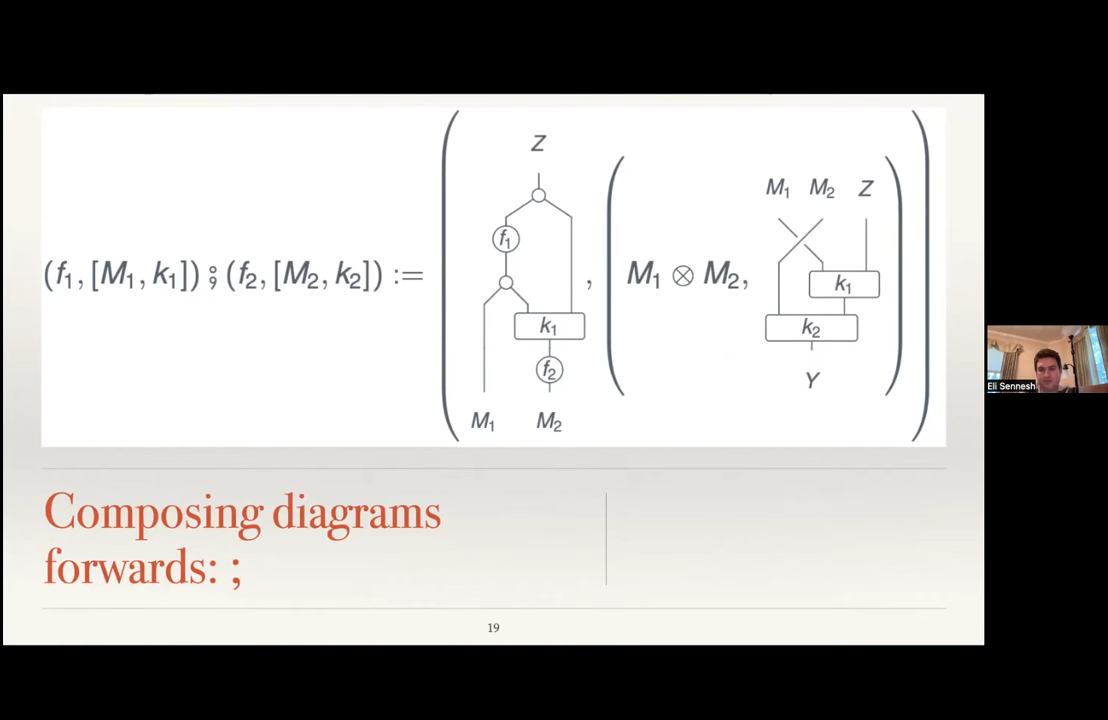 (f₁, [M₁, k₁]) ⨟ (f₂, [M₂, k₂]) :=
Z
f₁
k₁
f₂
M₁ M₂
,
M₁ ⊗ M₂,
M₁ M₂ Z
k₁
k₂
Y
Composing diagrams
forwards: ;
19
Eli Sennesh